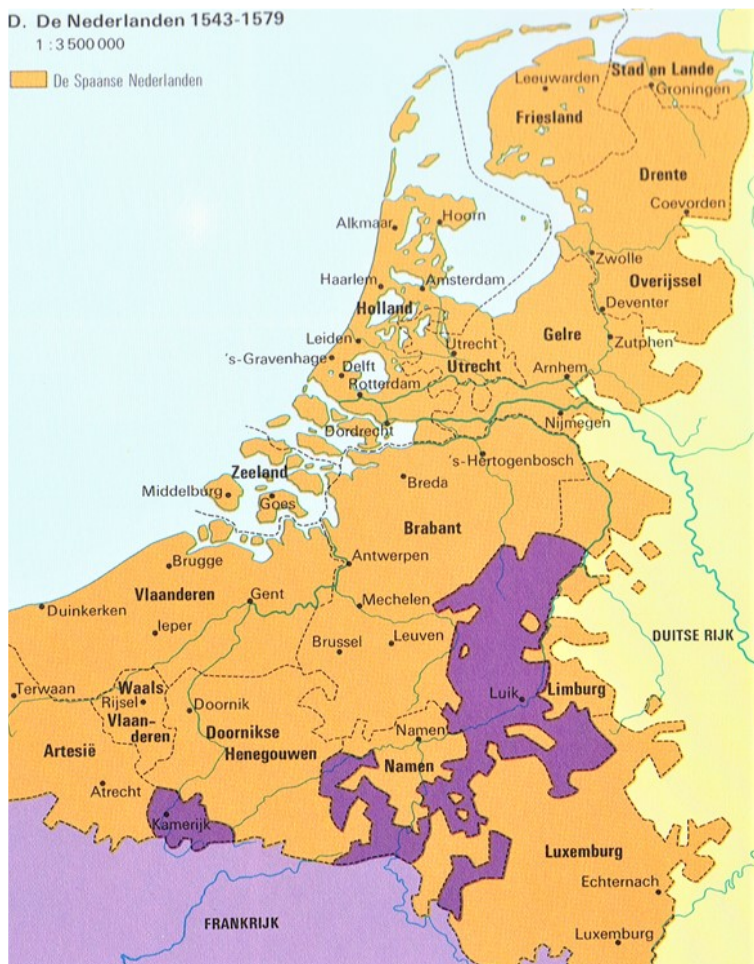 D. De Nederlanden 1543-1579
1 : 3 500 000
De Spaanse Nederlanden
Stad en Lande
Leeuwarden
Groningen
Friesland
Drente
Coevorden
Alkmaar
Hoorn
Zwolle
Overijssel
Haarlem
Amsterdam
Holland
Deventer
Leiden
Utrecht
Gelre
Zutphen
's-Gravenhage
Delft
Utrecht
Arnhem
Rotterdam
Dordrecht
Nijmegen
Zeeland
's-Hertogenbosch
Middelburg
Goes
Breda
Brabant
Brugge
Antwerpen
Vlaanderen
Gent
Mechelen
Duinkerken
Ieper
Brussel
Leuven
DUITSE RIJK
Terwaan
Waals
Rijsel
Vlaan-
deren
Doornik
Luik
Limburg
Doornikse
Henegouwen
Namen
Artesië
Namen
Atrecht
Kamerijk
Luxemburg
Echternach
FRANKRIJK
Luxemburg